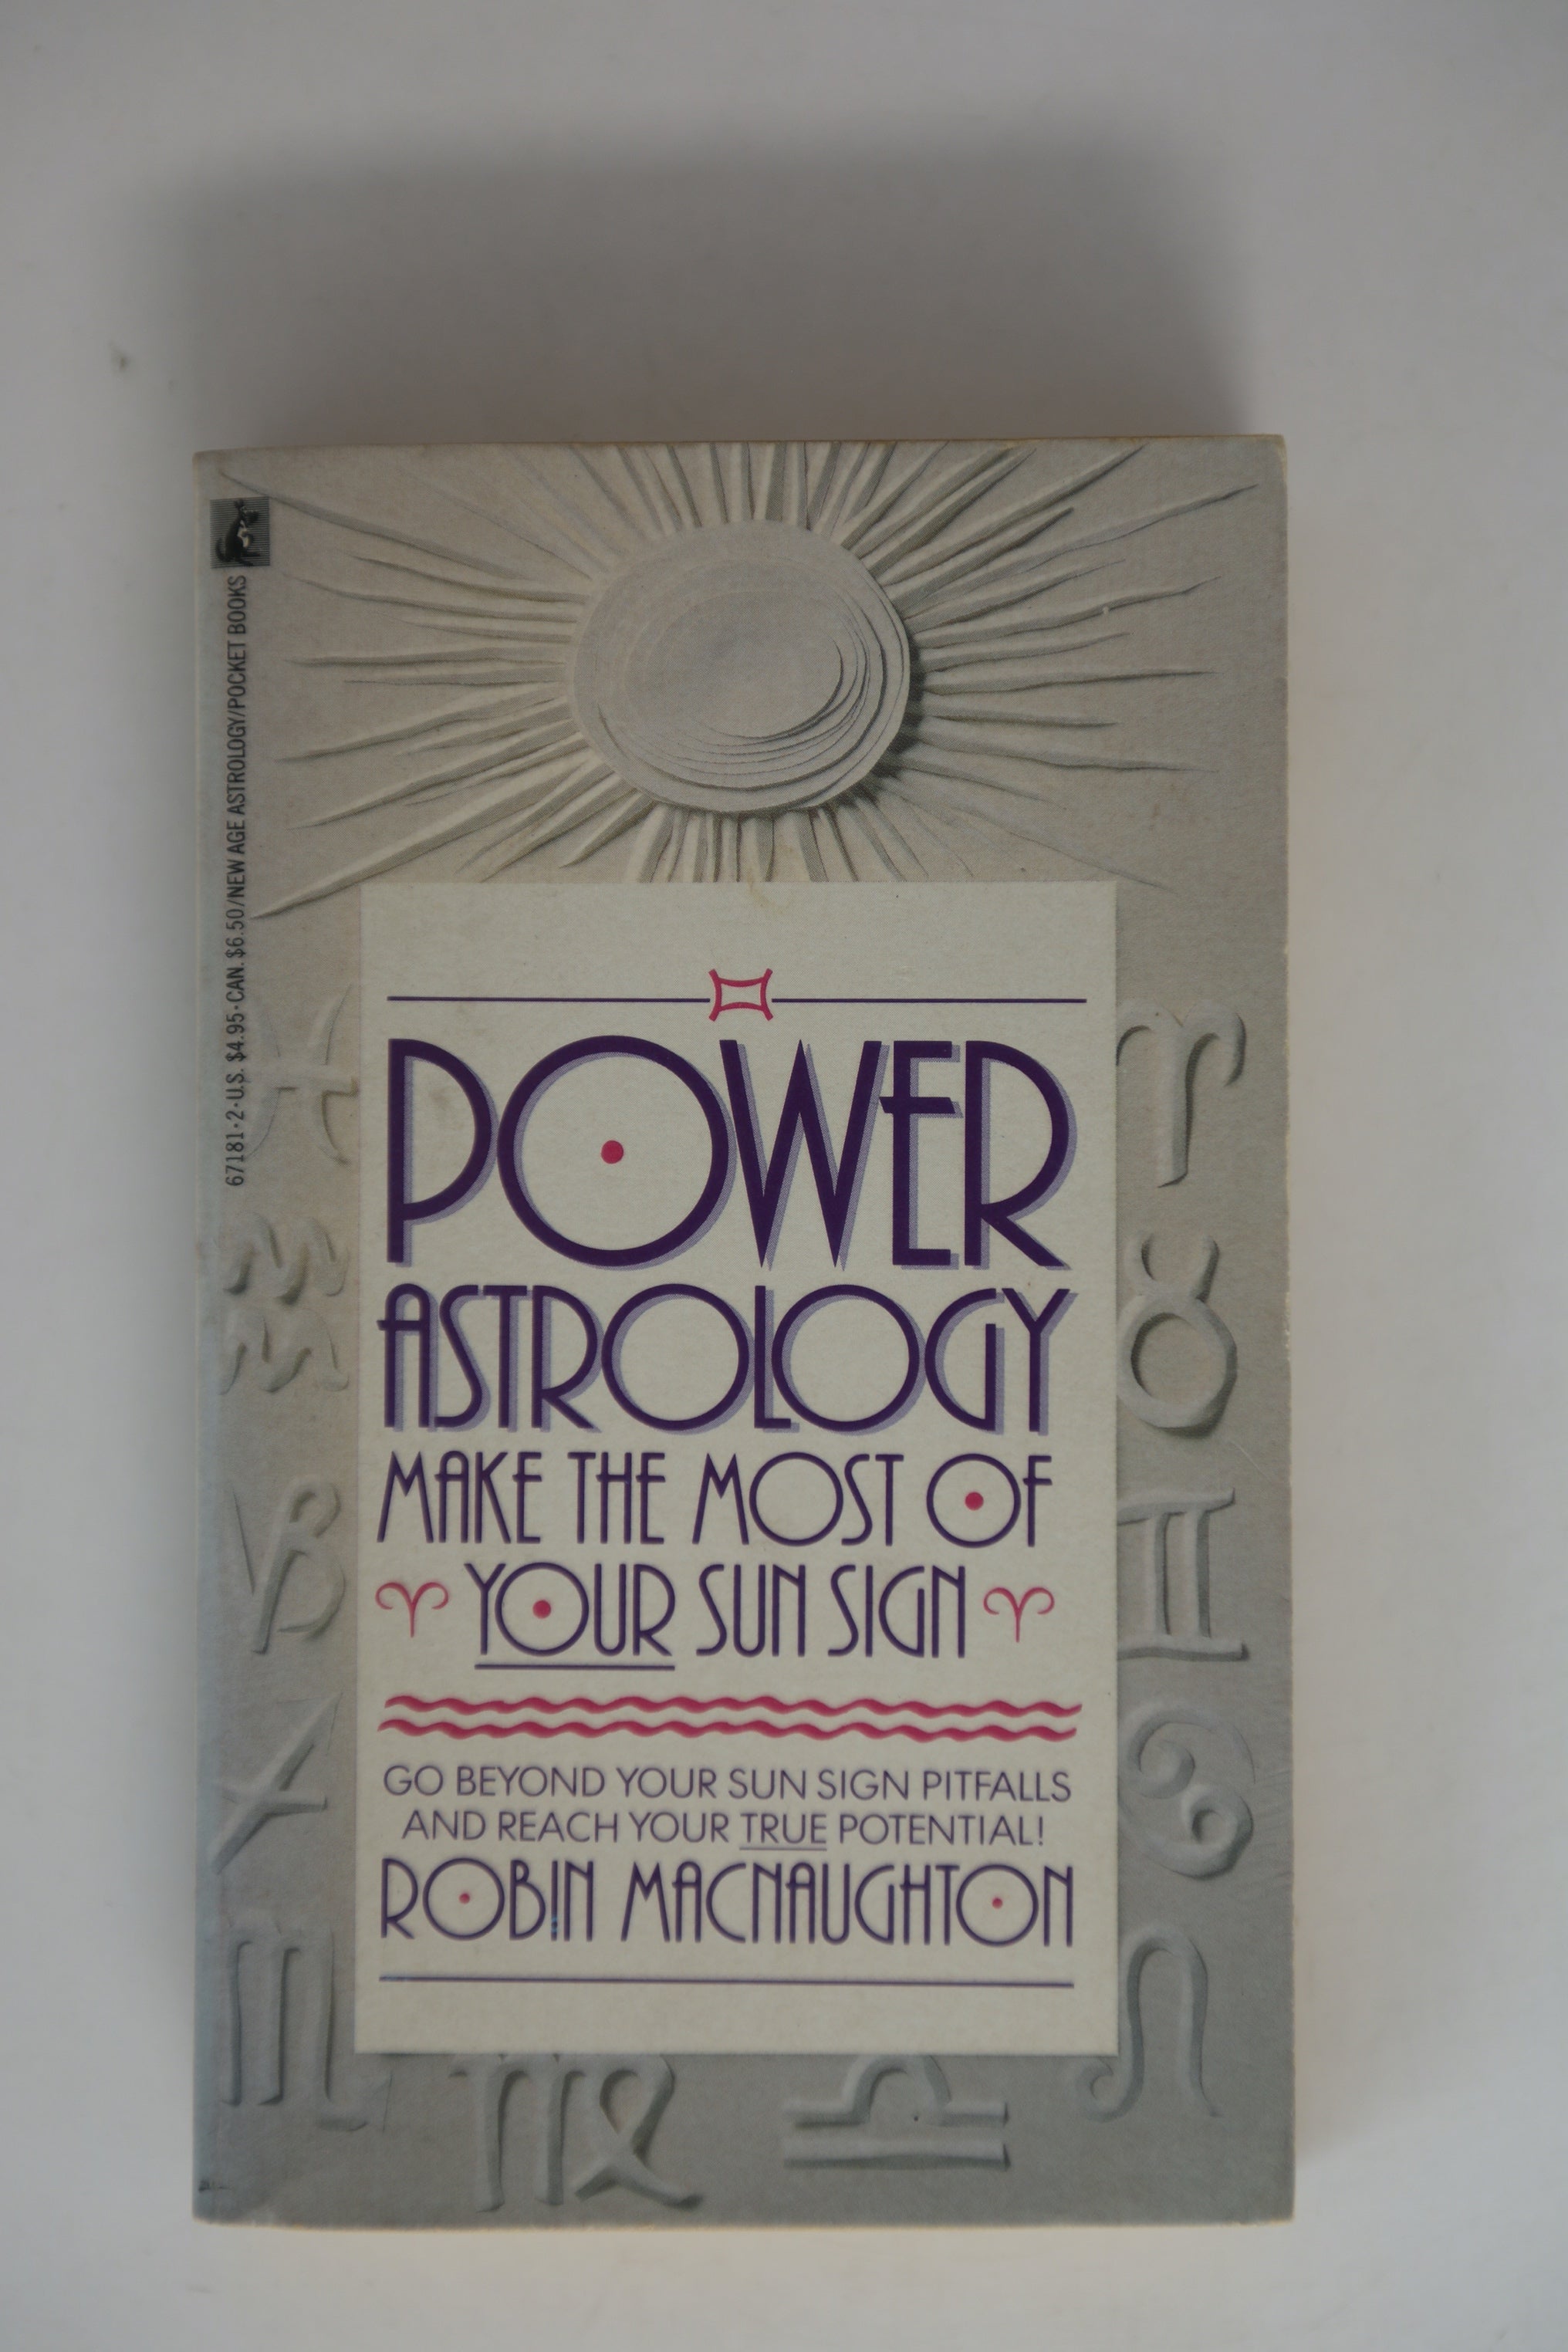 67181-2·U.S. $4.95·CAN. $6.50/NEW AGE ASTROLOGY/POCKET BOOKS
POWER
ASTROLOGY
MAKE THE MOST OF
YOUR SUN SIGN
GO BEYOND YOUR SUN SIGN PITFALLS
AND REACH YOUR TRUE POTENTIAL!
ROBIN MACNAUGHTON